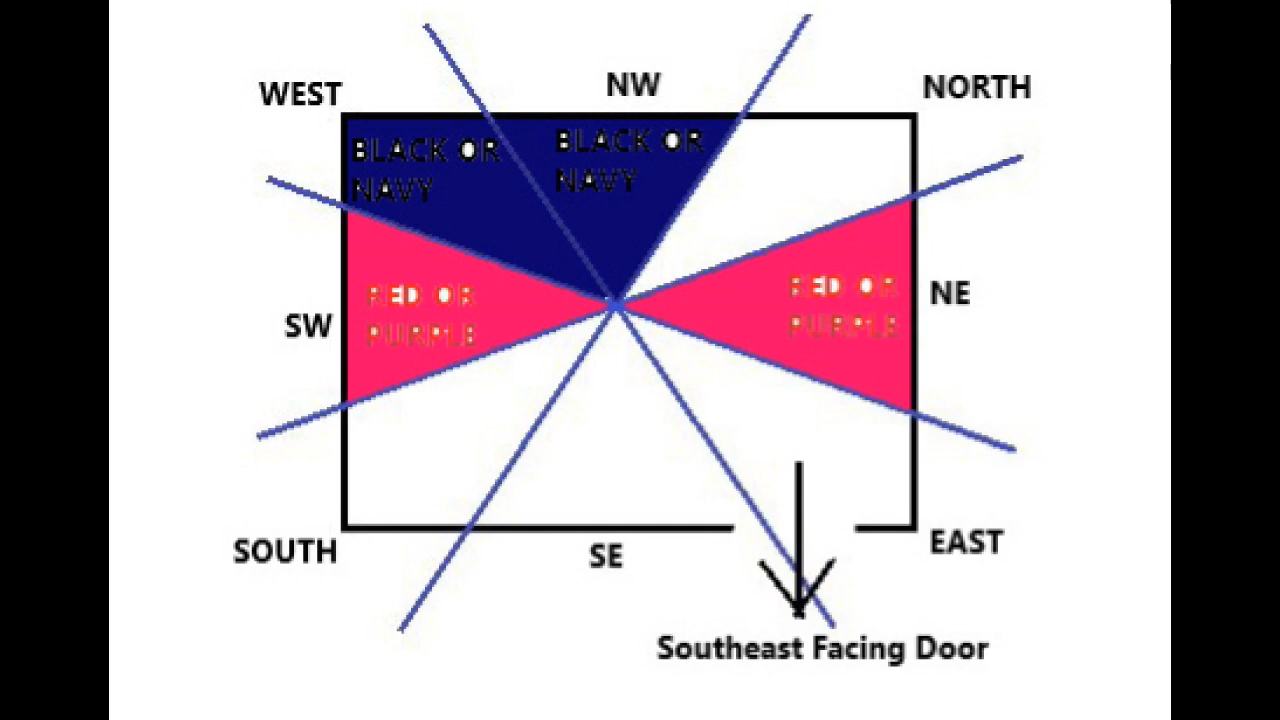 WEST
NW
NORTH
BLACK OR
NAVY
BLACK OR
NAVY
RED OR
PURPLE
RED OR
PURPLE
SW
NE
SOUTH
SE
EAST
Southeast Facing Door